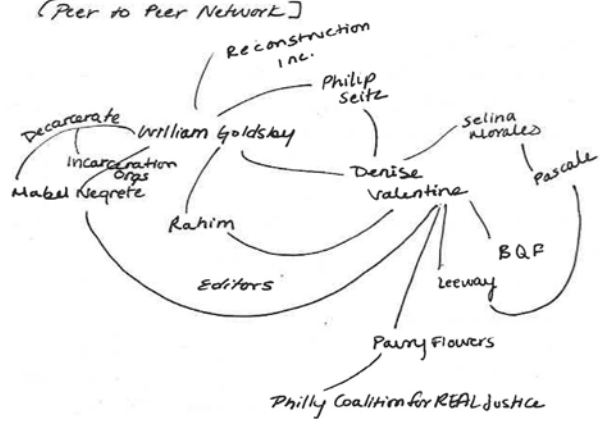 [Peer to Peer Network]
Reconstruction
Inc.
Philip
Seitz
Decarcerate
William Goldsby
Selina
Morales
Incarceration
Orgs
Mabel Negrete
Denise
Valentine
Pascale
Rahim
BQF
Editors
Leeway
Flowers
Philly Coalition for REAL Justice